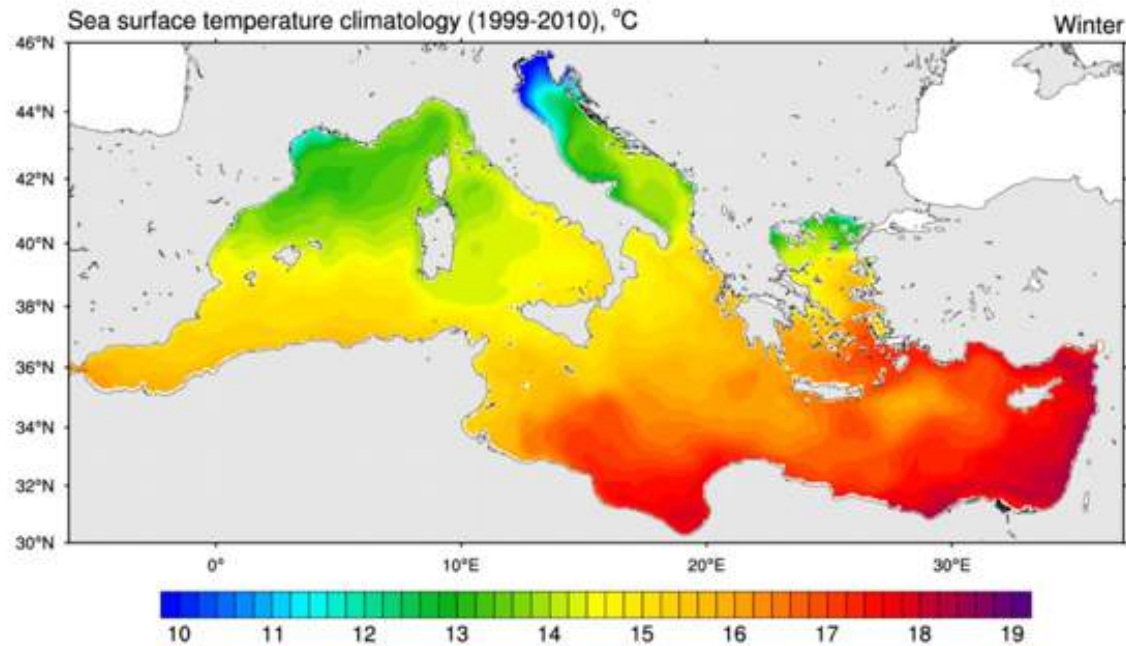 Sea surface temperature climatology (1999-2010), °C
Winter
46°N
44°N
42°N
40°N
38°N
36°N
34°N
32°N
30°N
0° 10°E 20°E 30°E
10 11 12 13 14 15 16 17 18 19